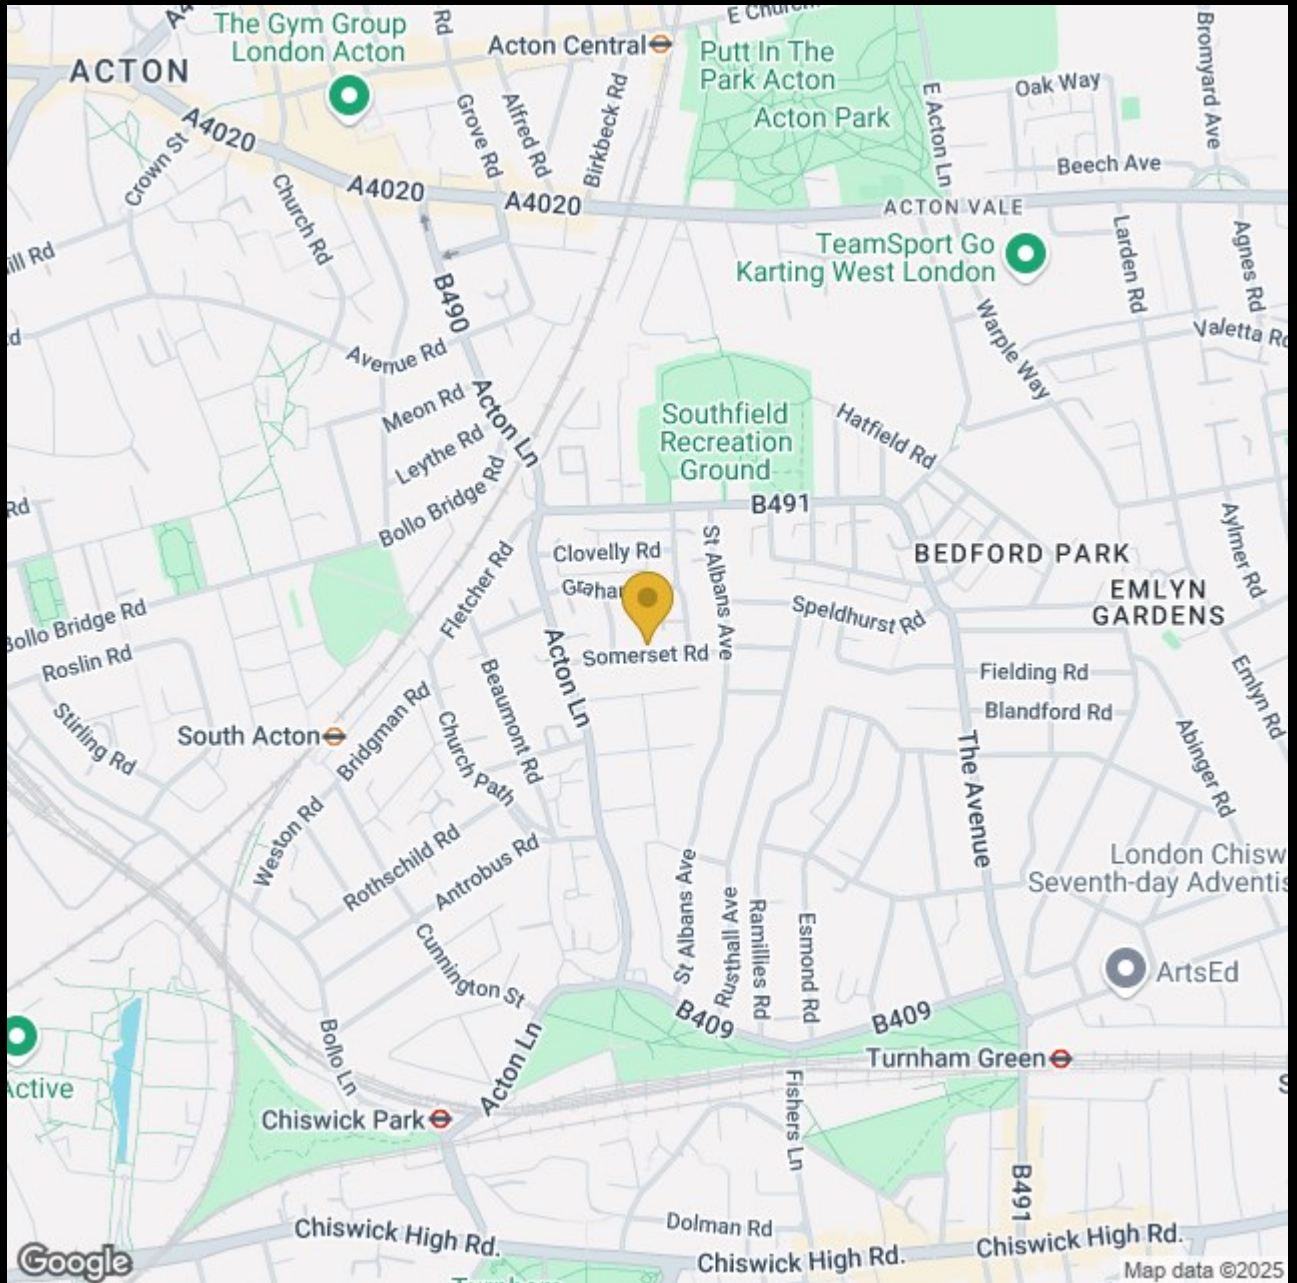 E Church
The Gym Group
London Acton
Rd
Acton Central
Putt In The
Park Acton
ACTON
Bromyard Ave
Oak Way
A4020
Crown St
Grove Rd
Alfred Rd
Birkbeck Rd
Acton Park
E Acton Ln
Beech Ave
Church Rd
A4020
A4020
ACTON VALE
TeamSport Go
Karting West London
Larden Rd
Agnes Rd
ill Rd
B490
Warple Way
Valetta Rd
Avenue Rd
Meon Rd
Acton Ln
Leythe Rd
Southfield
Recreation
Ground
Hatfield Rd
Rd
Bollo Bridge Rd
B491
Aylmer Rd
Clovelly Rd
St Albans Ave
BEDFORD PARK
Fletcher Rd
Graha
EMLYN
GARDENS
Bollo Bridge Rd
Speldhurst Rd
Roslin Rd
Acton Ln
Somerset Rd
Fielding Rd
Emlyn Rd
Beaumont Rd
Stirling Rd
Blandford Rd
South Acton
Bridgman Rd
Church Path
The Avenue
Abinger Rd
Weston Rd
Rothschild Rd
Antrobus Rd
London Chisw
Seventh-day Adventis
St Albans Ave
Rusthall Ave
Ramillies Rd
Esmond Rd
Cunnington St
ArtsEd
B409
B409
Bollo Ln
Acton Ln
Turnham Green
Active
Fishers Ln
Chiswick Park
B491
Dolman Rd
Chiswick High Rd.
Chiswick High Rd.
Chiswick High Rd.
Google
Map data ©2025